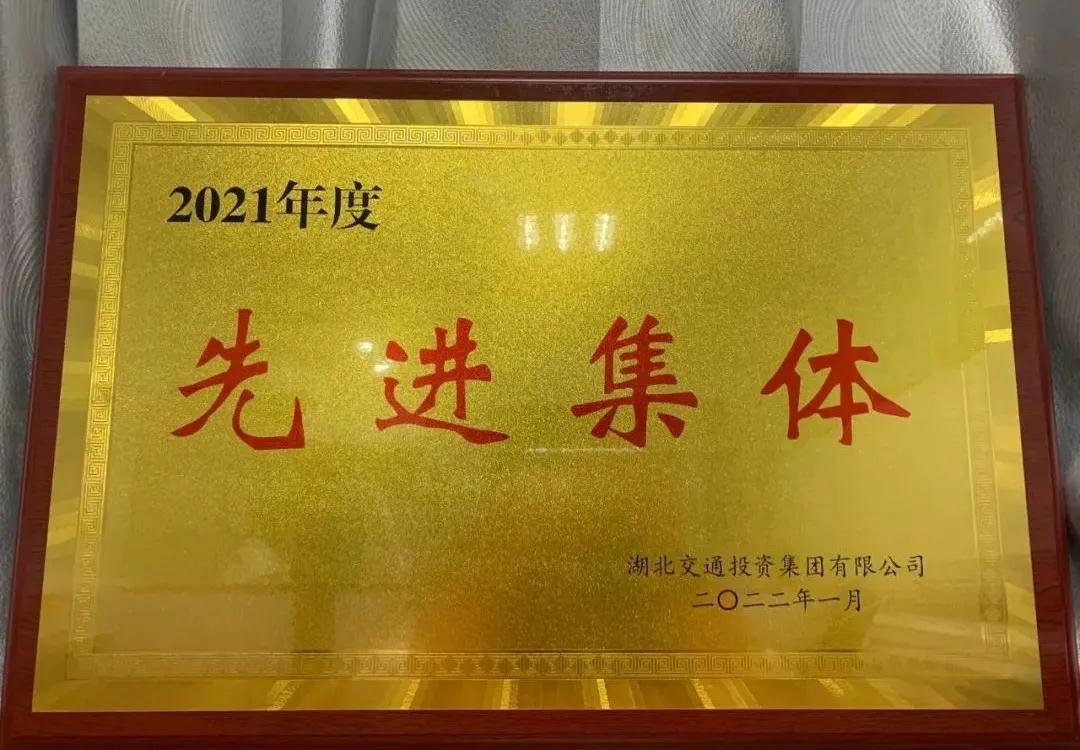 2021年度
先进集体
湖北交通投资集团有限公司
二〇二二年一月